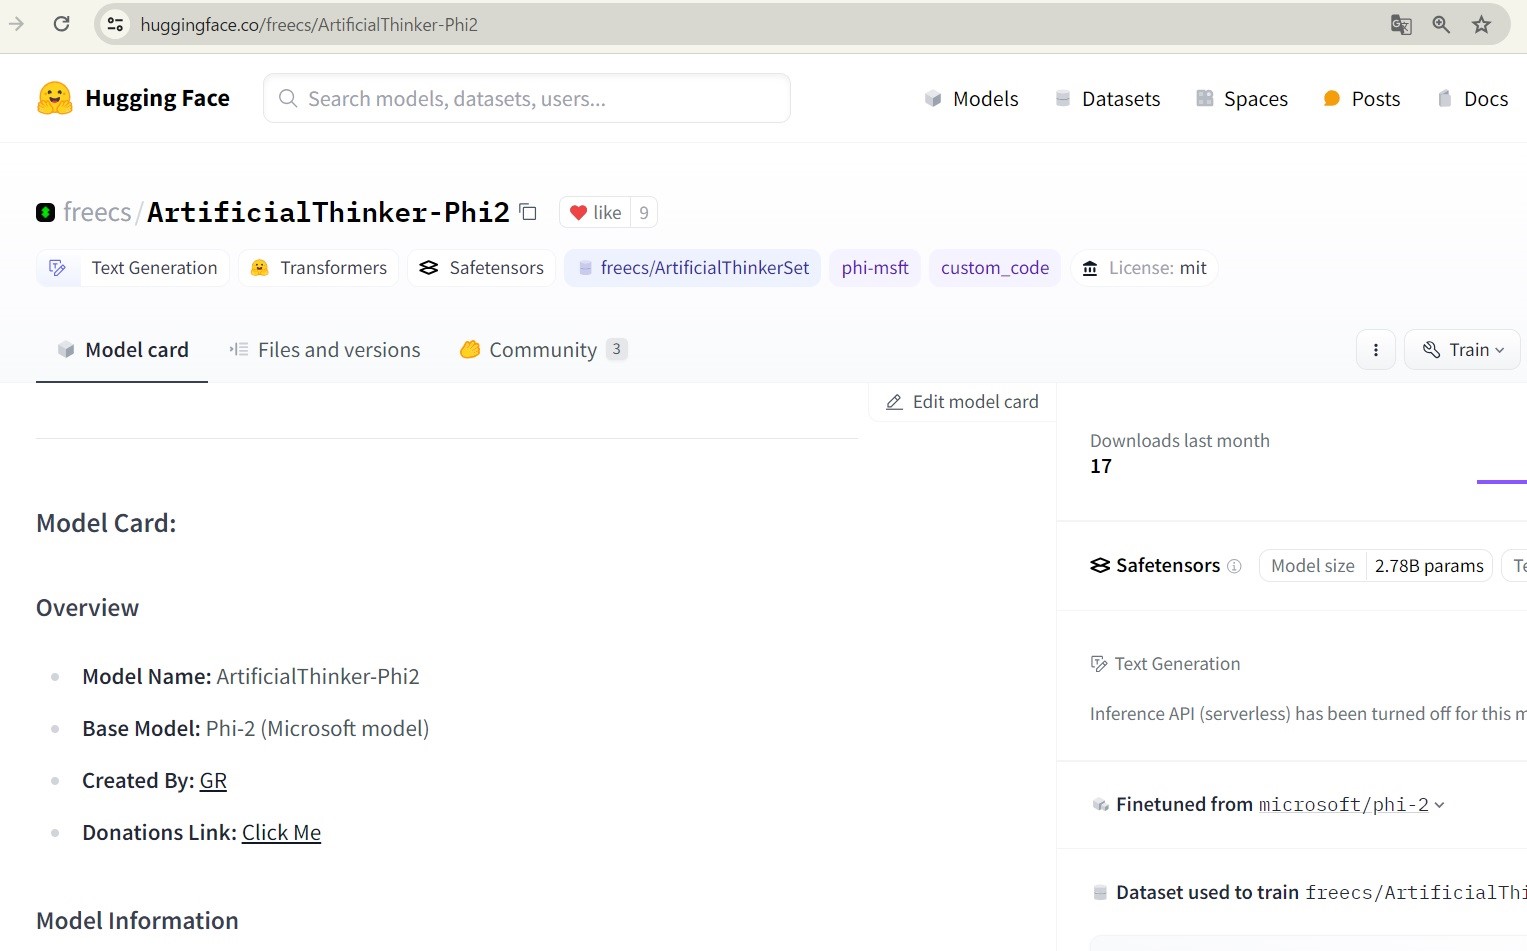 huggingface.co/freecs/ArtificialThinker-Phi2
Hugging Face
Search models, datasets, users...
Models
Datasets
Spaces
Posts
Docs
freecs/ArtificialThinker-Phi2
like 9
Text Generation
Transformers
Safetensors
freecs/ArtificialThinkerSet
phi-msft
custom_code
License: mit
Model card
Files and versions
Community 3
Train
Edit model card
Model Card:
Overview
Model Name: ArtificialThinker-Phi2
Base Model: Phi-2 (Microsoft model)
Created By: GR
Donations Link: Click Me
Model Information
Downloads last month
17
Safetensors
Model size 2.78B params
Te
Text Generation
Inference API (serverless) has been turned off for this m
Finetuned from microsoft/phi-2
Dataset used to train freecs/ArtificialThi